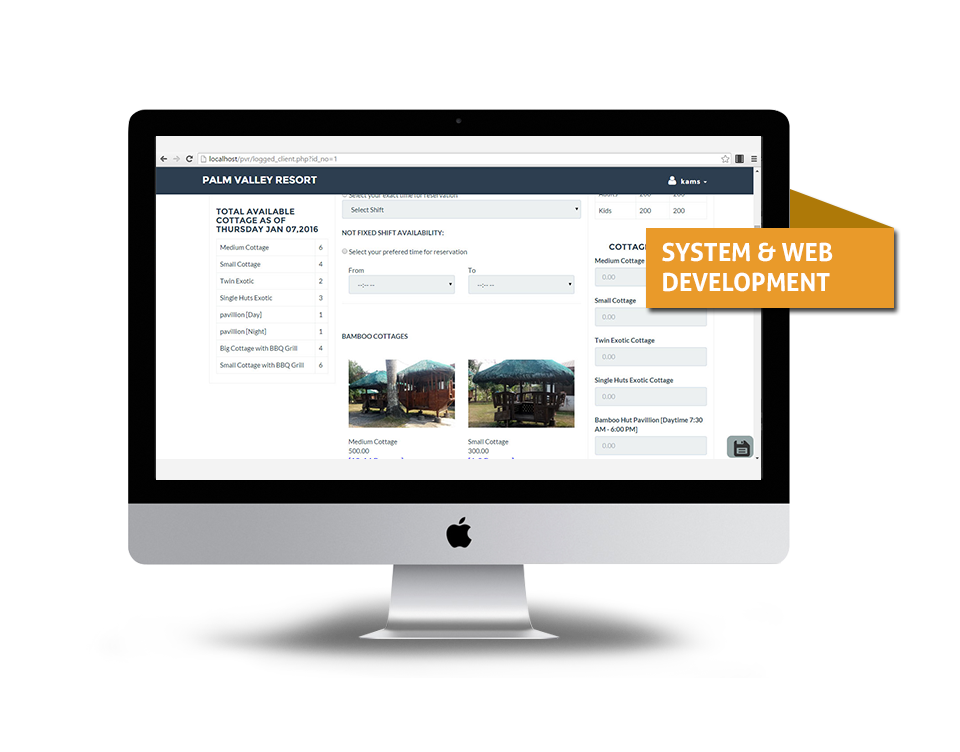 localhost/pvr/logged_client.php?id_no=1
PALM VALLEY RESORT
kams
TOTAL AVAILABLE
COTTAGE AS OF
THURSDAY JAN 07,2016
Medium Cottage 6
Small Cottage 4
Twin Exotic 2
Single Huts Exotic 3
pavillion [Day] 1
pavillion [Night] 1
Big Cottage with BBQ Grill 4
Small Cottage with BBQ Grill 6
Select your exact time for reservation
Select Shift
NOT FIXED SHIFT AVAILABILITY:
Select your prefered time for reservation
From To
--:-- -- --:-- --
BAMBOO COTTAGES
Medium Cottage
500.00
Small Cottage
300.00
200 200
Kids 200 200
Medium Cottage
0.00
Small Cottage
0.00
Twin Exotic Cottage
0.00
Single Huts Exotic Cottage
0.00
Bamboo Hut Pavillion [Daytime 7:30
AM - 6:00 PM]
0.00
SYSTEM & WEB
DEVELOPMENT